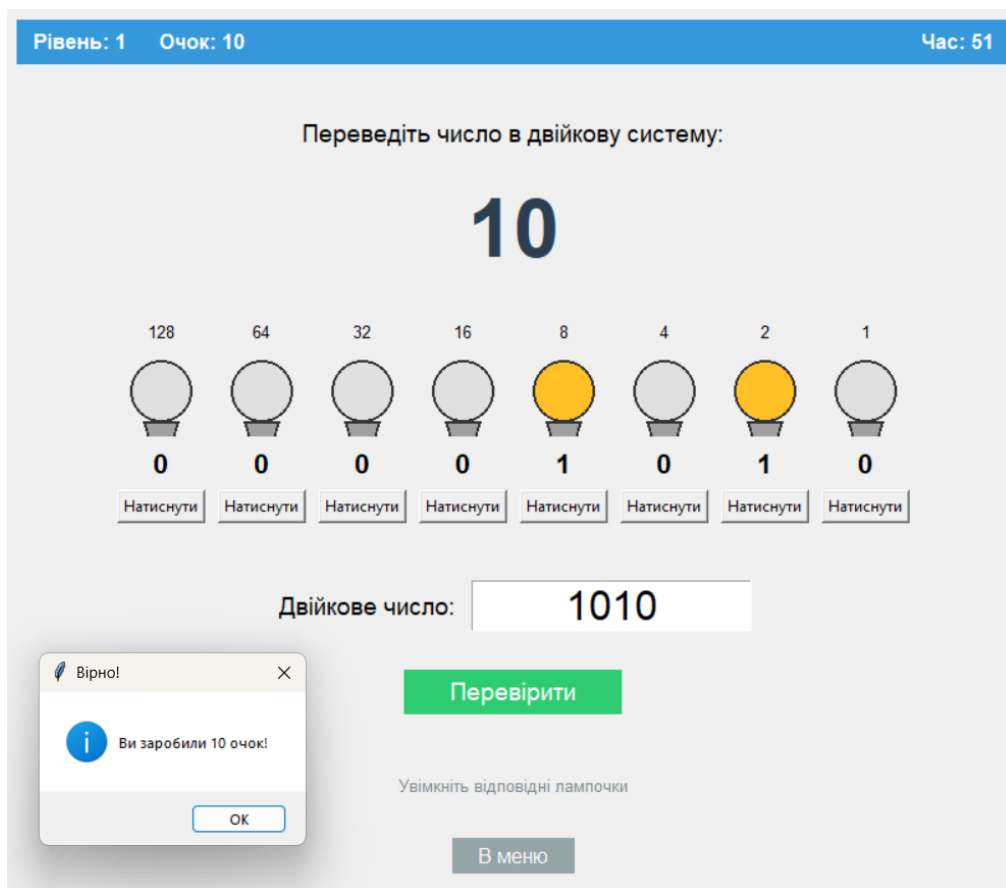 Рівень: 1 Очок: 10 Час: 51
Переведіть число в двійкову систему:
10
128 64 32 16 8 4 2 1
0 0 0 0 1 0 1 0
Натиснути Натиснути Натиснути Натиснути Натиснути Натиснути Натиснути Натиснути
Двійкове число: 1010
Вірно!
Перевірити
i Ви заробили 10 очок!
Увімкніть відповідні лампочки
ОК
В меню